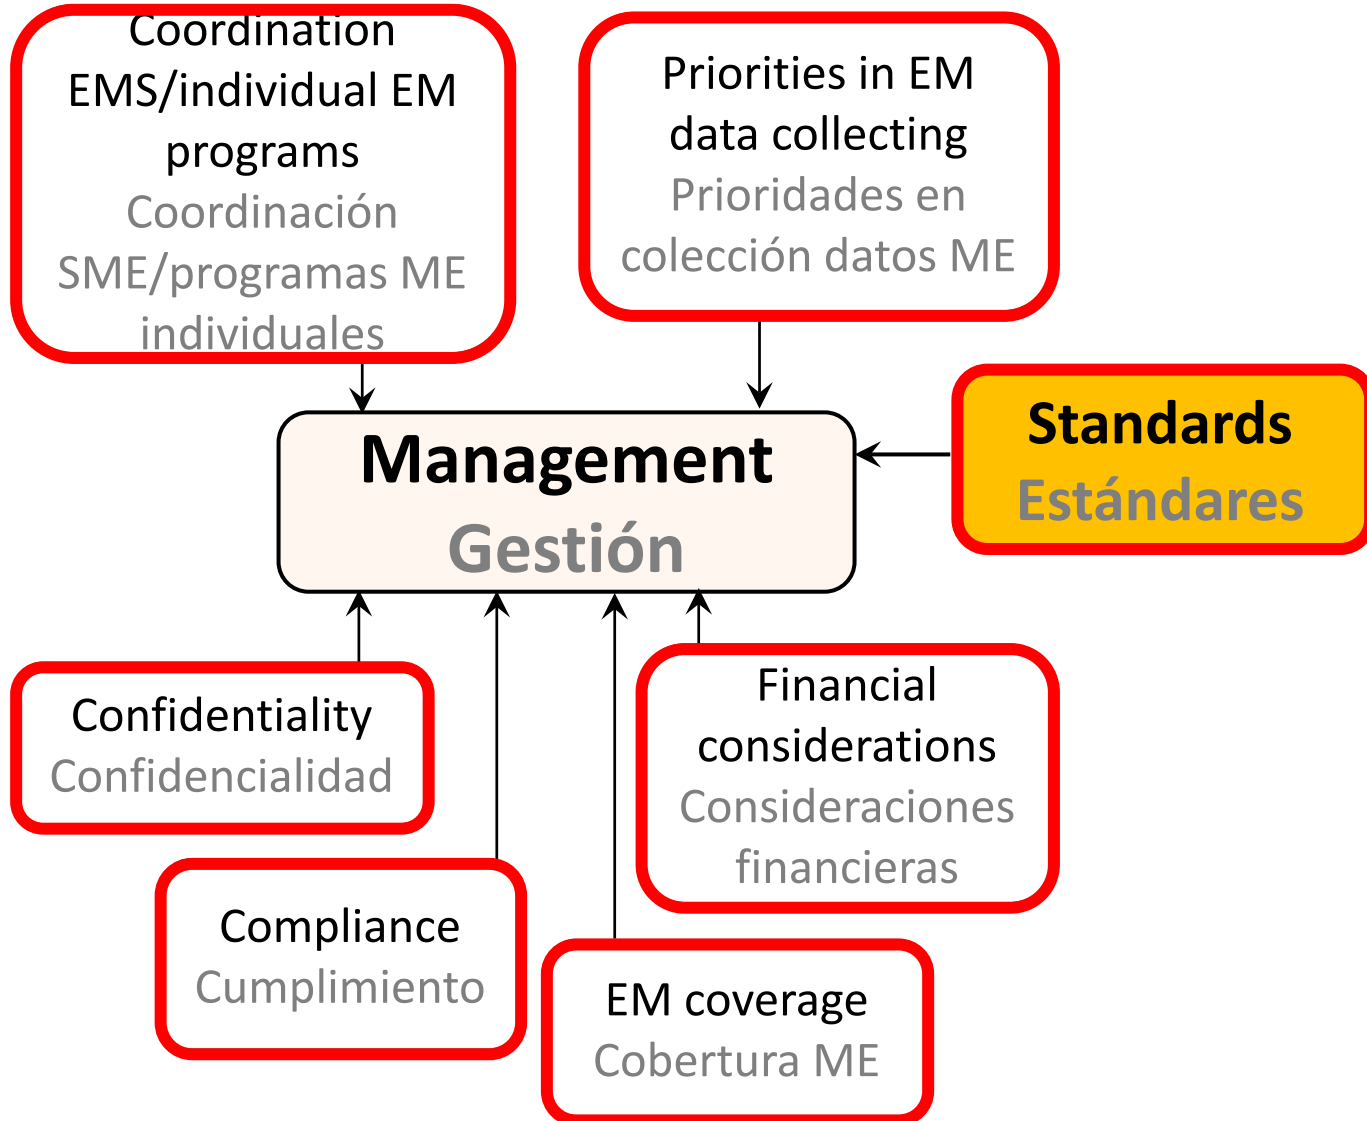 Coordination
EMS/individual EM
programs
Coordinación
SME/programas ME
individuales
Priorities in EM
data collecting
Prioridades en
colección datos ME
Standards
Estándares
Management
Gestión
Confidentiality
Confidencialidad
Financial
considerations
Consideraciones
financieras
Compliance
Cumplimiento
EM coverage
Cobertura ME